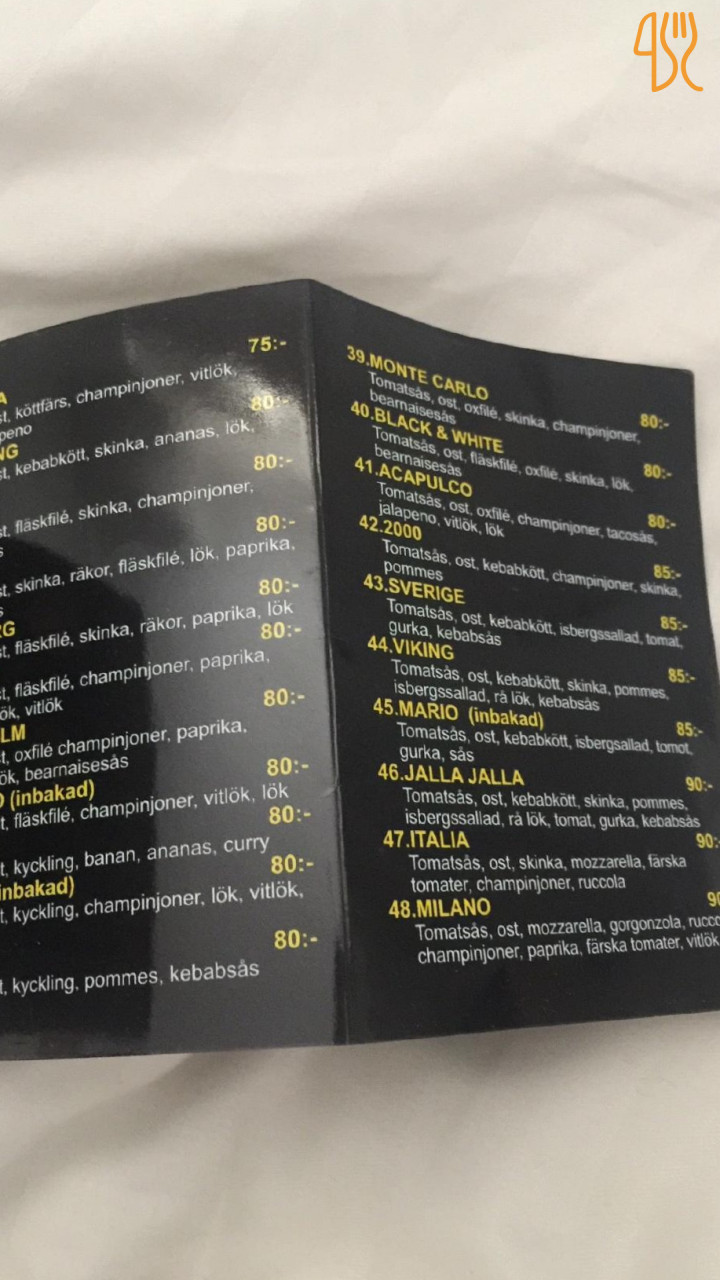 75:-
A
st, köttfärs, champinjoner, vitlök,
peno
80:-
NG
st, kebabkött, skinka, ananas, lök,
80:-
st, fläskfilé, skinka, champinjoner,
s
80:-
st, skinka, räkor, fläskfilé, lök, paprika,
s
80:-
RG
st, fläskfilé, skinka, räkor, paprika, lök
80:-
st, fläskfilé, champinjoner, paprika,
ök, vitlök
80:-
LM
t, oxfilé champinjoner, paprika,
ök, bearnaisesås
80:-
O (inbakad)
t, fläskfilé, champinjoner, vitlök, lök
80:-
t, kyckling, banan, ananas, curry
80:-
inbakad)
t, kyckling, champinjoner, lök, vitlök,
80:-
t, kyckling, pommes, kebabsås
39.MONTE CARLO 80:-
Tomatsås, ost, oxfilé, skinka, champinjoner,
bearnaisesås
40.BLACK & WHITE 80:-
Tomatsås, ost, fläskfilé, oxfilé, skinka, lök,
bearnaisesås
41.ACAPULCO 80:-
Tomatsås, ost, oxfilé, champinjoner, tacosås,
jalapeno, vitlök, lök
42.2000 85:-
Tomatsås, ost, kebabkött, champinjoner, skinka,
pommes
43.SVERIGE 85:-
Tomatsås, ost, kebabkött, isbergssallad, tomat,
gurka, kebabsås
44.VIKING 85:-
Tomatsås, ost, kebabkött, skinka, pommes,
isbergssallad, rå lök, kebabsås
45.MARIO (inbakad) 85:-
Tomatsås, ost, kebabkött, isbergsallad, tomot,
gurka, sås
46.JALLA JALLA 90:-
Tomatsås, ost, kebabkött, skinka, pommes,
isbergssallad, rå lök, tomat, gurka, kebabsås
47.ITALIA 90:-
Tomatsås, ost, skinka, mozzarella, färska
tomater, champinjoner, ruccola
48.MILANO 90
Tomatsås, ost, mozzarella, gorgonzola, rucco
champinjoner, paprika, färska tomater, vitlök